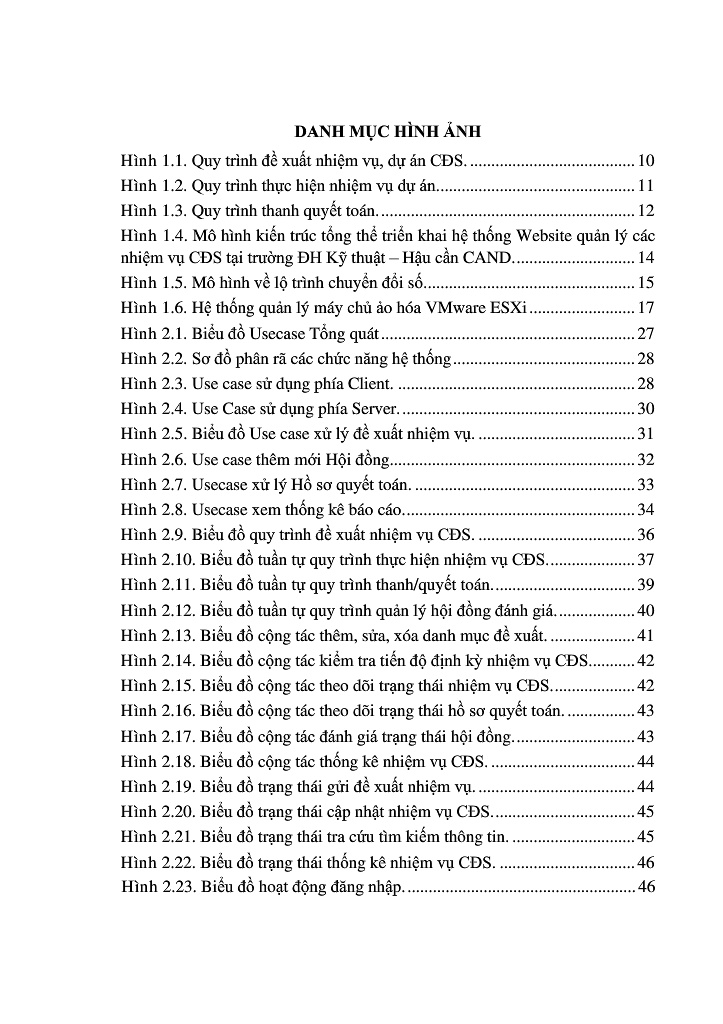 DANH MỤC HÌNH ẢNH
Hình 1.1. Quy trình đề xuất nhiệm vụ, dự án CĐS. ........................................ 10
Hình 1.2. Quy trình thực hiện nhiệm vụ dự án................................................ 11
Hình 1.3. Quy trình thanh quyết toán. ............................................................. 12
Hình 1.4. Mô hình kiến trúc tổng thể triển khai hệ thống Website quản lý các
nhiệm vụ CĐS tại trường ĐH Kỹ thuật – Hậu cần CAND............................. 14
Hình 1.5. Mô hình về lộ trình chuyển đổi số.................................................. 15
Hình 1.6. Hệ thống quản lý máy chủ ảo hóa VMware ESXi ......................... 17
Hình 2.1. Biểu đồ Usecase Tổng quát ............................................................. 27
Hình 2.2. Sơ đồ phân rã các chức năng hệ thống ............................................ 28
Hình 2.3. Use case sử dụng phía Client. ......................................................... 28
Hình 2.4. Use Case sử dụng phía Server. ........................................................ 30
Hình 2.5. Biểu đồ Use case xử lý đề xuất nhiệm vụ. ...................................... 31
Hình 2.6. Use case thêm mới Hội đồng........................................................... 32
Hình 2.7. Usecase xử lý Hồ sơ quyết toán. ..................................................... 33
Hình 2.8. Usecase xem thống kê báo cáo........................................................ 34
Hình 2.9. Biểu đồ quy trình đề xuất nhiệm vụ CĐS. ...................................... 36
Hình 2.10. Biểu đồ tuần tự quy trình thực hiện nhiệm vụ CĐS. ..................... 37
Hình 2.11. Biểu đồ tuần tự quy trình thanh/quyết toán. .................................. 39
Hình 2.12. Biểu đồ tuần tự quy trình quản lý hội đồng đánh giá. ................... 40
Hình 2.13. Biểu đồ cộng tác thêm, sửa, xóa danh mục đề xuất. ..................... 41
Hình 2.14. Biểu đồ cộng tác kiểm tra tiến độ định kỳ nhiệm vụ CĐS........... 42
Hình 2.15. Biểu đồ cộng tác theo dõi trạng thái nhiệm vụ CĐS. .................... 42
Hình 2.16. Biểu đồ cộng tác theo dõi trạng thái hồ sơ quyết toán. ................. 43
Hình 2.17. Biểu đồ cộng tác đánh giá trạng thái hội đồng. ............................. 43
Hình 2.18. Biểu đồ cộng tác thống kê nhiệm vụ CĐS. ................................... 44
Hình 2.19. Biểu đồ trạng thái gửi đề xuất nhiệm vụ. ...................................... 44
Hình 2.20. Biểu đồ trạng thái cập nhật nhiệm vụ CĐS. .................................. 45
Hình 2.21. Biểu đồ trạng thái tra cứu tìm kiếm thông tin. .............................. 45
Hình 2.22. Biểu đồ trạng thái thống kê nhiệm vụ CĐS. ................................. 46
Hình 2.23. Biểu đồ hoạt động đăng nhập. ....................................................... 46